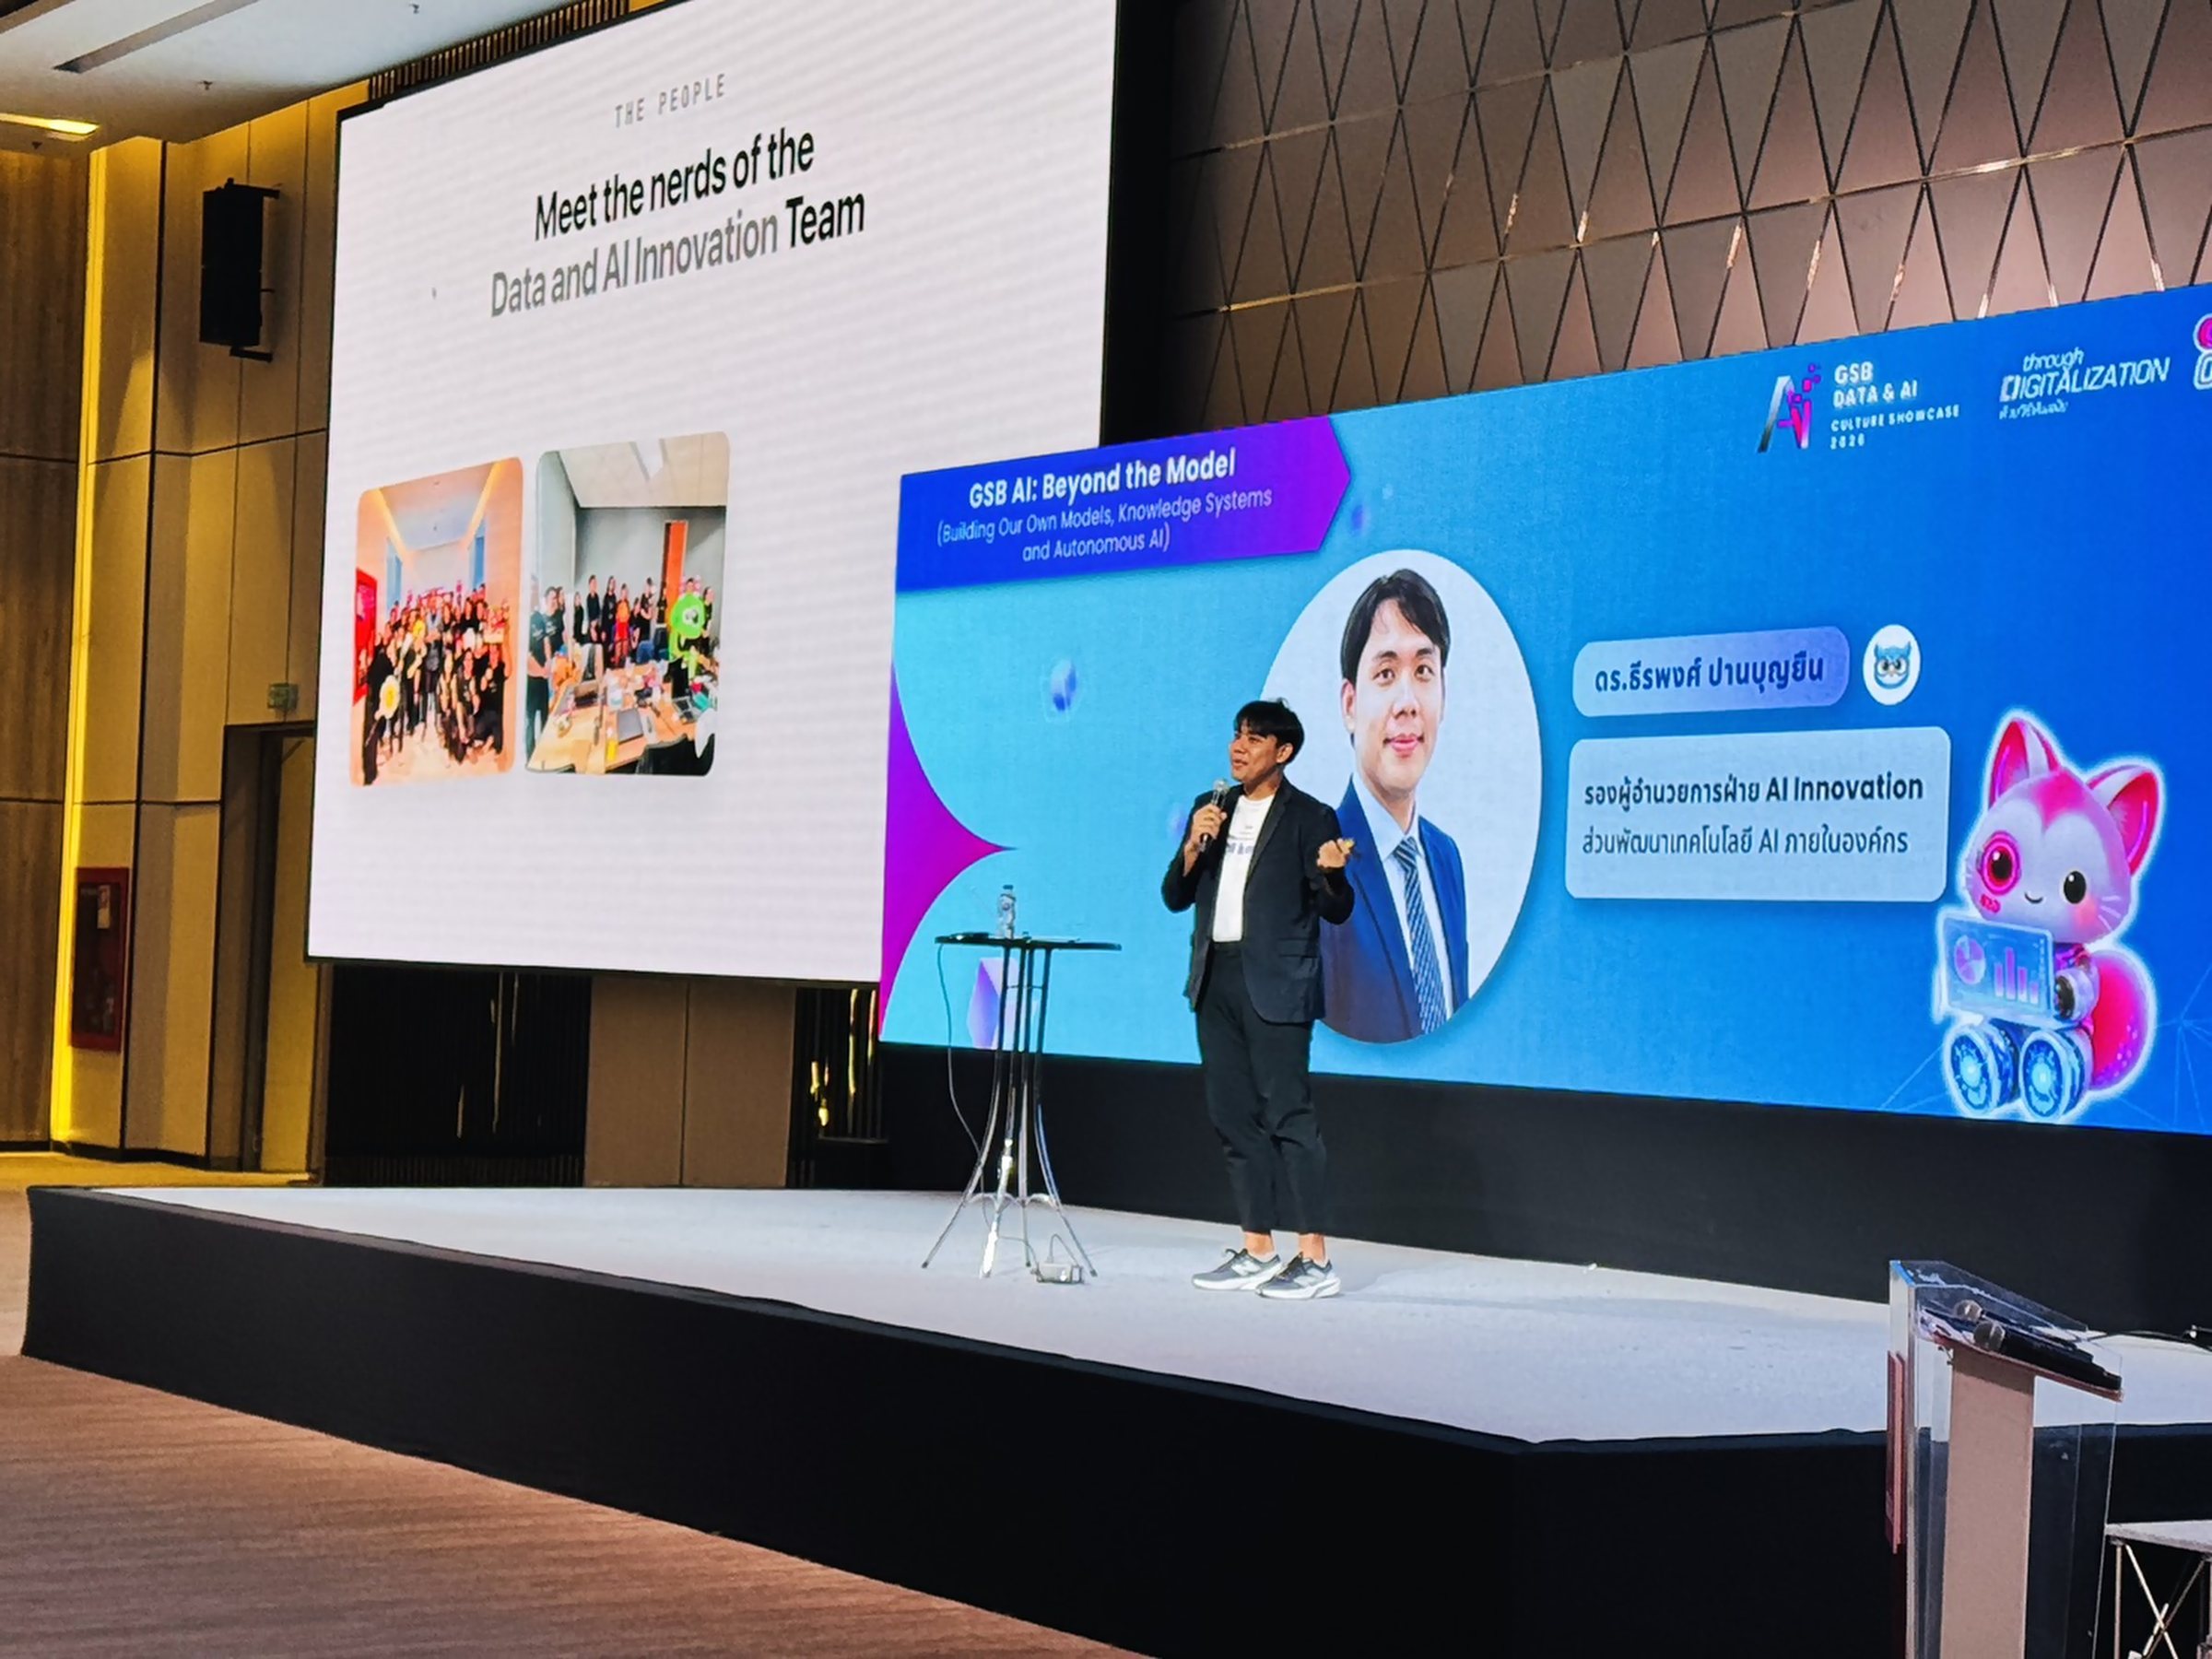 THE PEOPLE
Meet the nerds of the
Data and AI Innovation Team
GSB AI: Beyond the Model
(Building Our Own Models, Knowledge Systems
and Autonomous AI)
GSB
DATA & AI
CULTURE SHOWCASE
2026
through
DIGITALIZATION
ดร.ธีรพงศ์ ปานบุญยืน
รองผู้อำนวยการฝ่าย AI Innovation
ส่วนพัฒนาเทคโนโลยี AI ภายในองค์กร